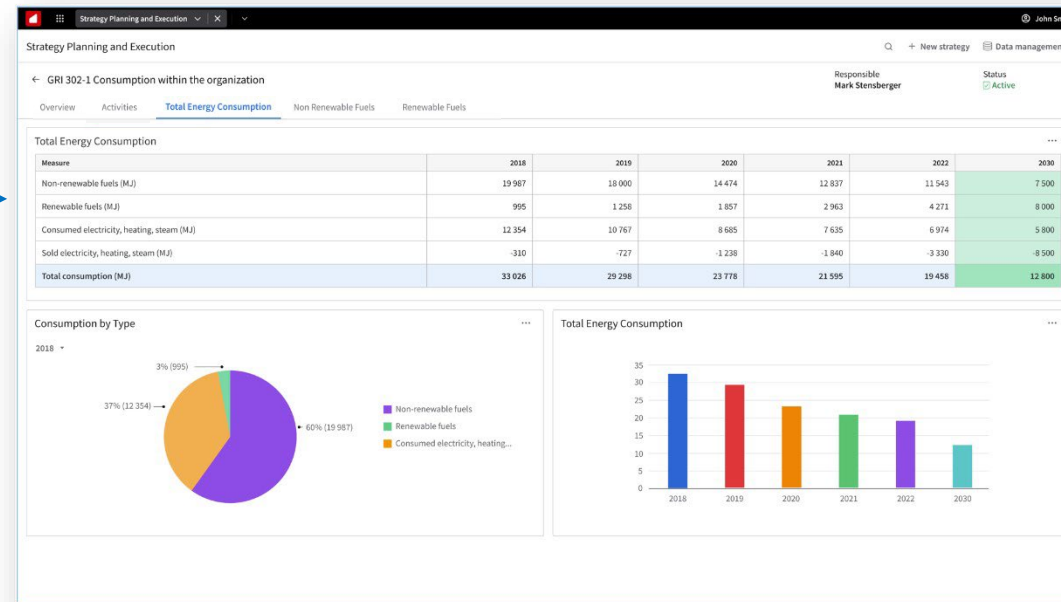 Strategy Planning and Execution
Strategy Planning and Execution
+ New strategy
← GRI 302-1 Consumption within the organization
Responsible
Mark Stensberger
Status
Active
Overview Activities Total Energy Consumption Non Renewable Fuels Renewable Fuels
Total Energy Consumption
Measure 2018 2019 2020 2021 2022 2030
Non-renewable fuels (MJ) 19 987 18 000 14 474 12 837 11 543 7 500
Renewable fuels (MJ) 995 1 258 1 857 2 963 4 271 8 000
Consumed electricity, heating, steam (MJ) 12 354 10 767 8 685 7 635 6 974 5 800
Sold electricity, heating, steam (MJ) -310 -727 -1 238 -1 840 -3 330 -8 500
Total consumption (MJ) 33 026 29 298 23 778 21 595 19 458 12 800
Consumption by Type
2018
3% (995)
37% (12 354)
60% (19 987)
Non-renewable fuels
Renewable fuels
Consumed electricity, heating...
Total Energy Consumption
35
30
25
20
15
10
5
0
2018 2019 2020 2021 2022 2030